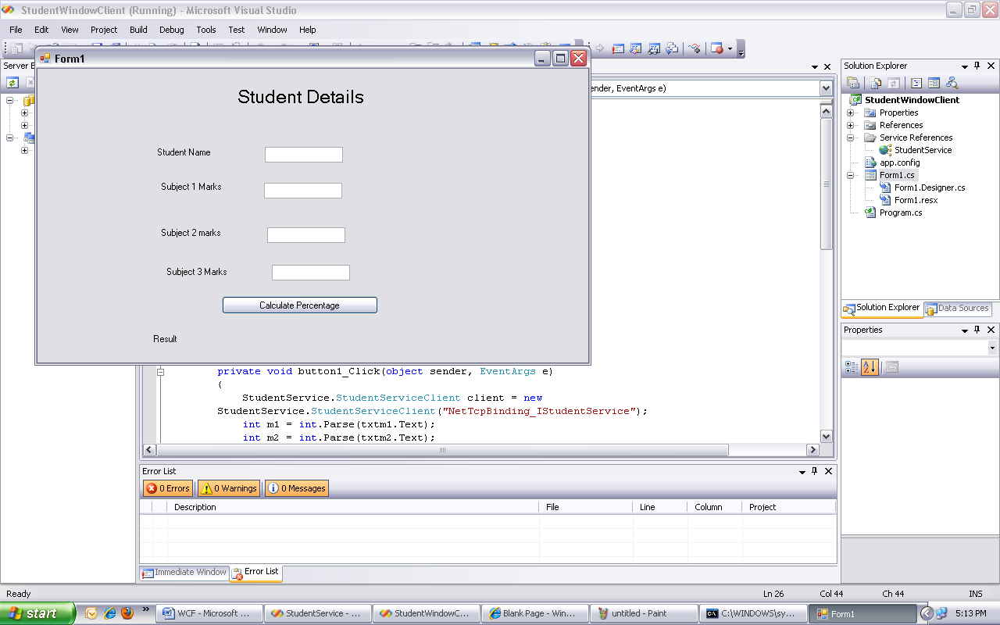 StudentWindowClient (Running) - Microsoft Visual Studio
File Edit View Project Build Debug Tools Test Window Help
Form1
Server E
sender, EventArgs e)
Student Details
Student Name
Subject 1 Marks
Subject 2 marks
Subject 3 Marks
Calculate Percentage
Result
private void button1_Click(object sender, EventArgs e)
{
StudentService.StudentServiceClient client = new
StudentService.StudentServiceClient("NetTcpBinding_IStudentService");
int m1 = int.Parse(txtm1.Text);
int m2 = int.Parse(txtm2.Text);
Solution Explorer
StudentWindowClient
Properties
References
Service References
StudentService
app.config
Form1.cs
Form1.Designer.cs
Form1.resx
Program.cs
Solution Explorer Data Sources
Properties
Error List
0 Errors 0 Warnings 0 Messages
Description File Line Column Project
Immediate Window Error List
Ready Ln 26 Col 44 Ch 44 INS
start WCF - Microsoft ... StudentService - ... StudentWindowC... Blank Page - Win... untitled - Paint C:\WINDOWS\sy... Form1 5:13 PM